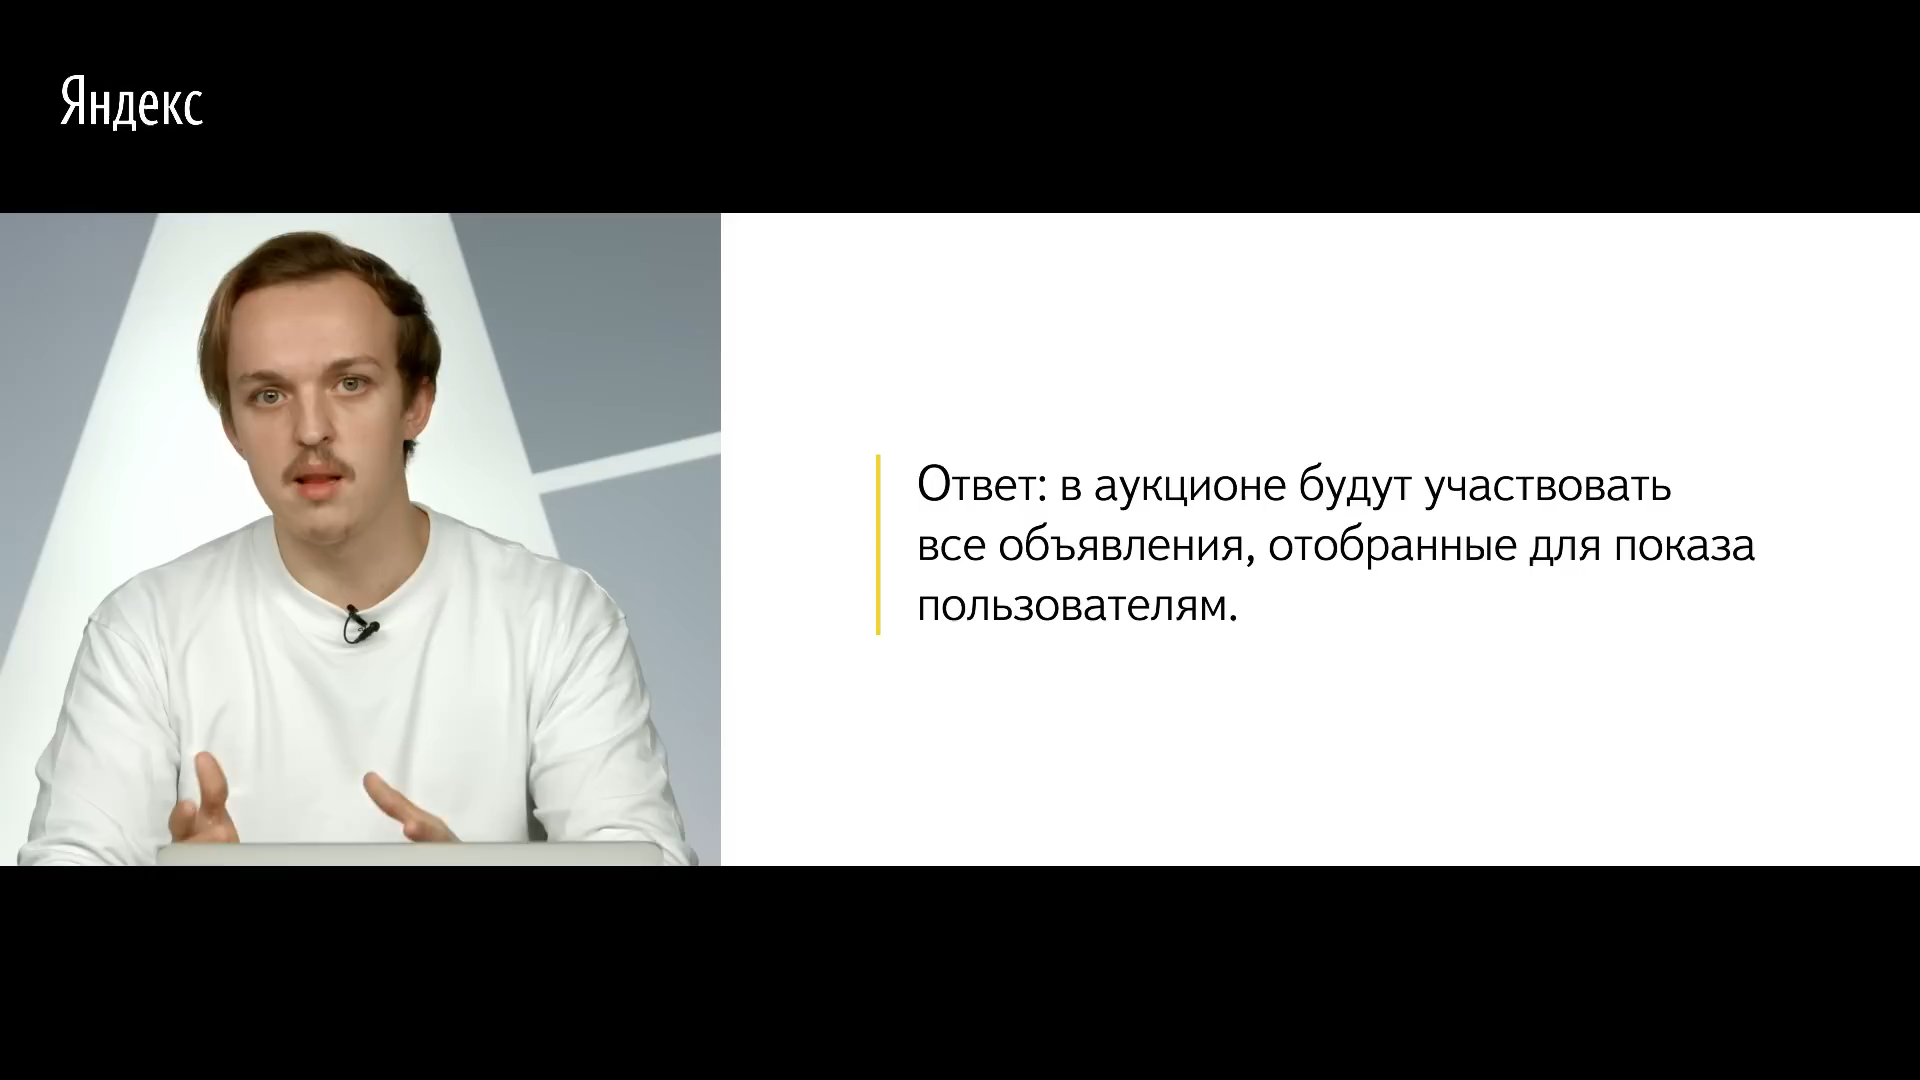 Яндекс
Ответ: в аукционе будут участвовать
все объявления, отобранные для показа
пользователям.